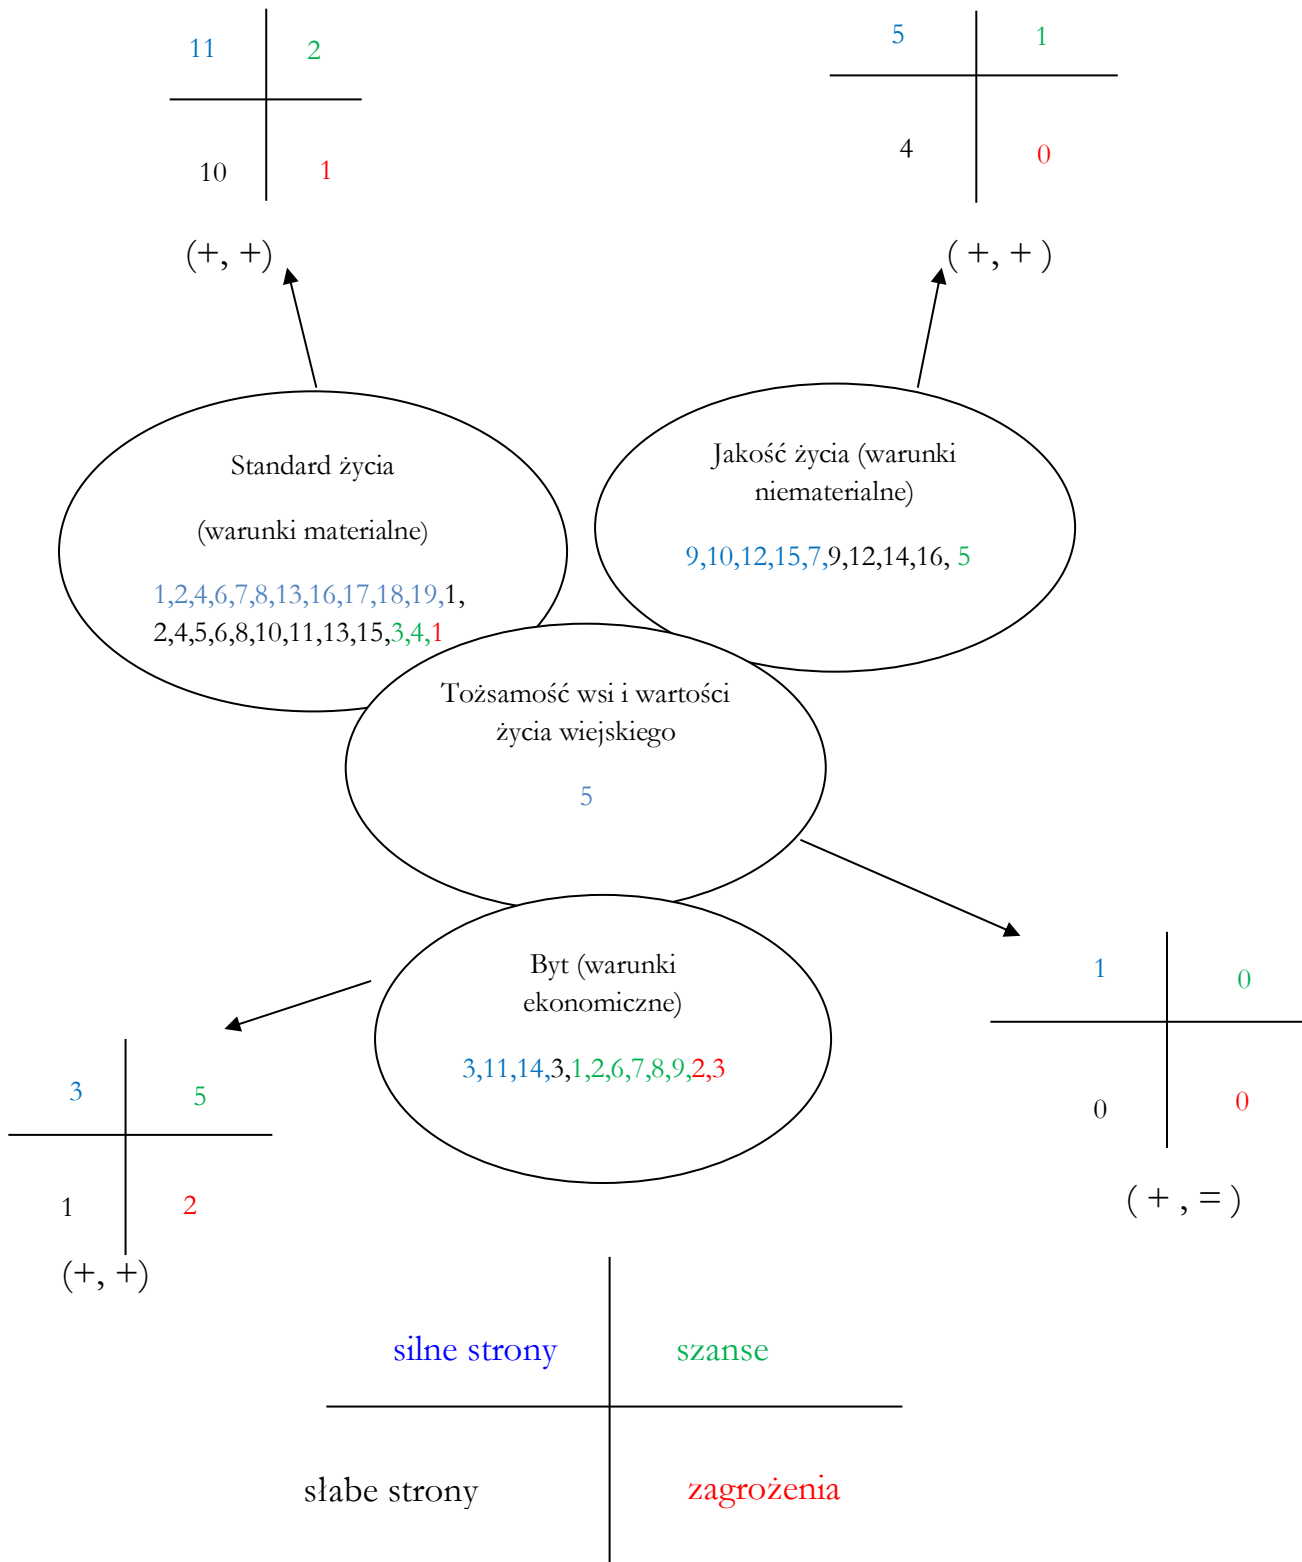 11 2
10 1
(+, +)
5 1
4 0
( +, + )
Standard życia
(warunki materialne)
1,2,4,6,7,8,13,16,17,18,19,1,
2,4,5,6,8,10,11,13,15,3,4,1
Jakość życia (warunki
niematerialne)
9,10,12,15,7,9,12,14,16, 5
Tożsamość wsi i wartości
życia wiejskiego
5
Byt (warunki
ekonomiczne)
3,11,14,3,1,2,6,7,8,9,2,3
1 0
0 0
( + , = )
3 5
1 2
(+, +)
silne strony szanse
słabe strony zagrożenia